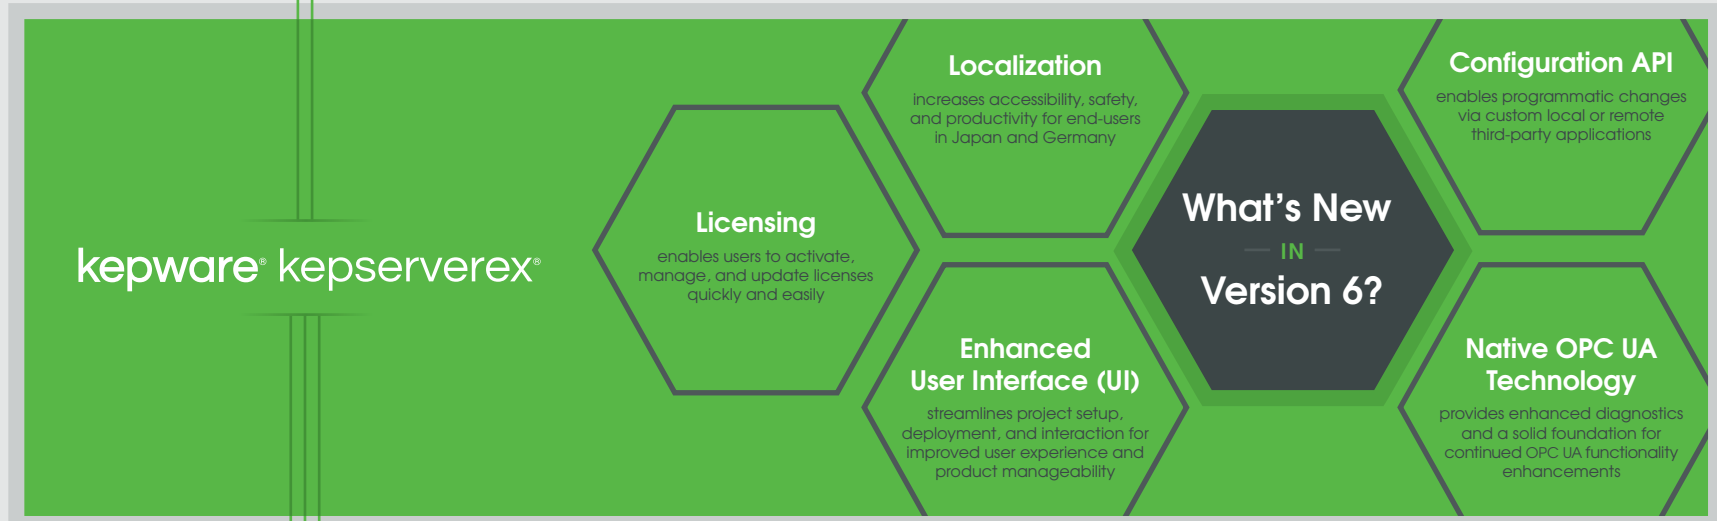 kepware® kepserverex®
Licensing
enables users to activate,
manage, and update licenses
quickly and easily
Localization
increases accessibility, safety,
and productivity for end-users
in Japan and Germany
Enhanced
User Interface (UI)
streamlines project setup,
deployment, and interaction for
improved user experience and
product manageability
What's New
IN
Version 6?
Configuration API
enables programmatic changes
via custom local or remote
third-party applications
Native OPC UA
Technology
provides enhanced diagnostics
and a solid foundation for
continued OPC UA functionality
enhancements